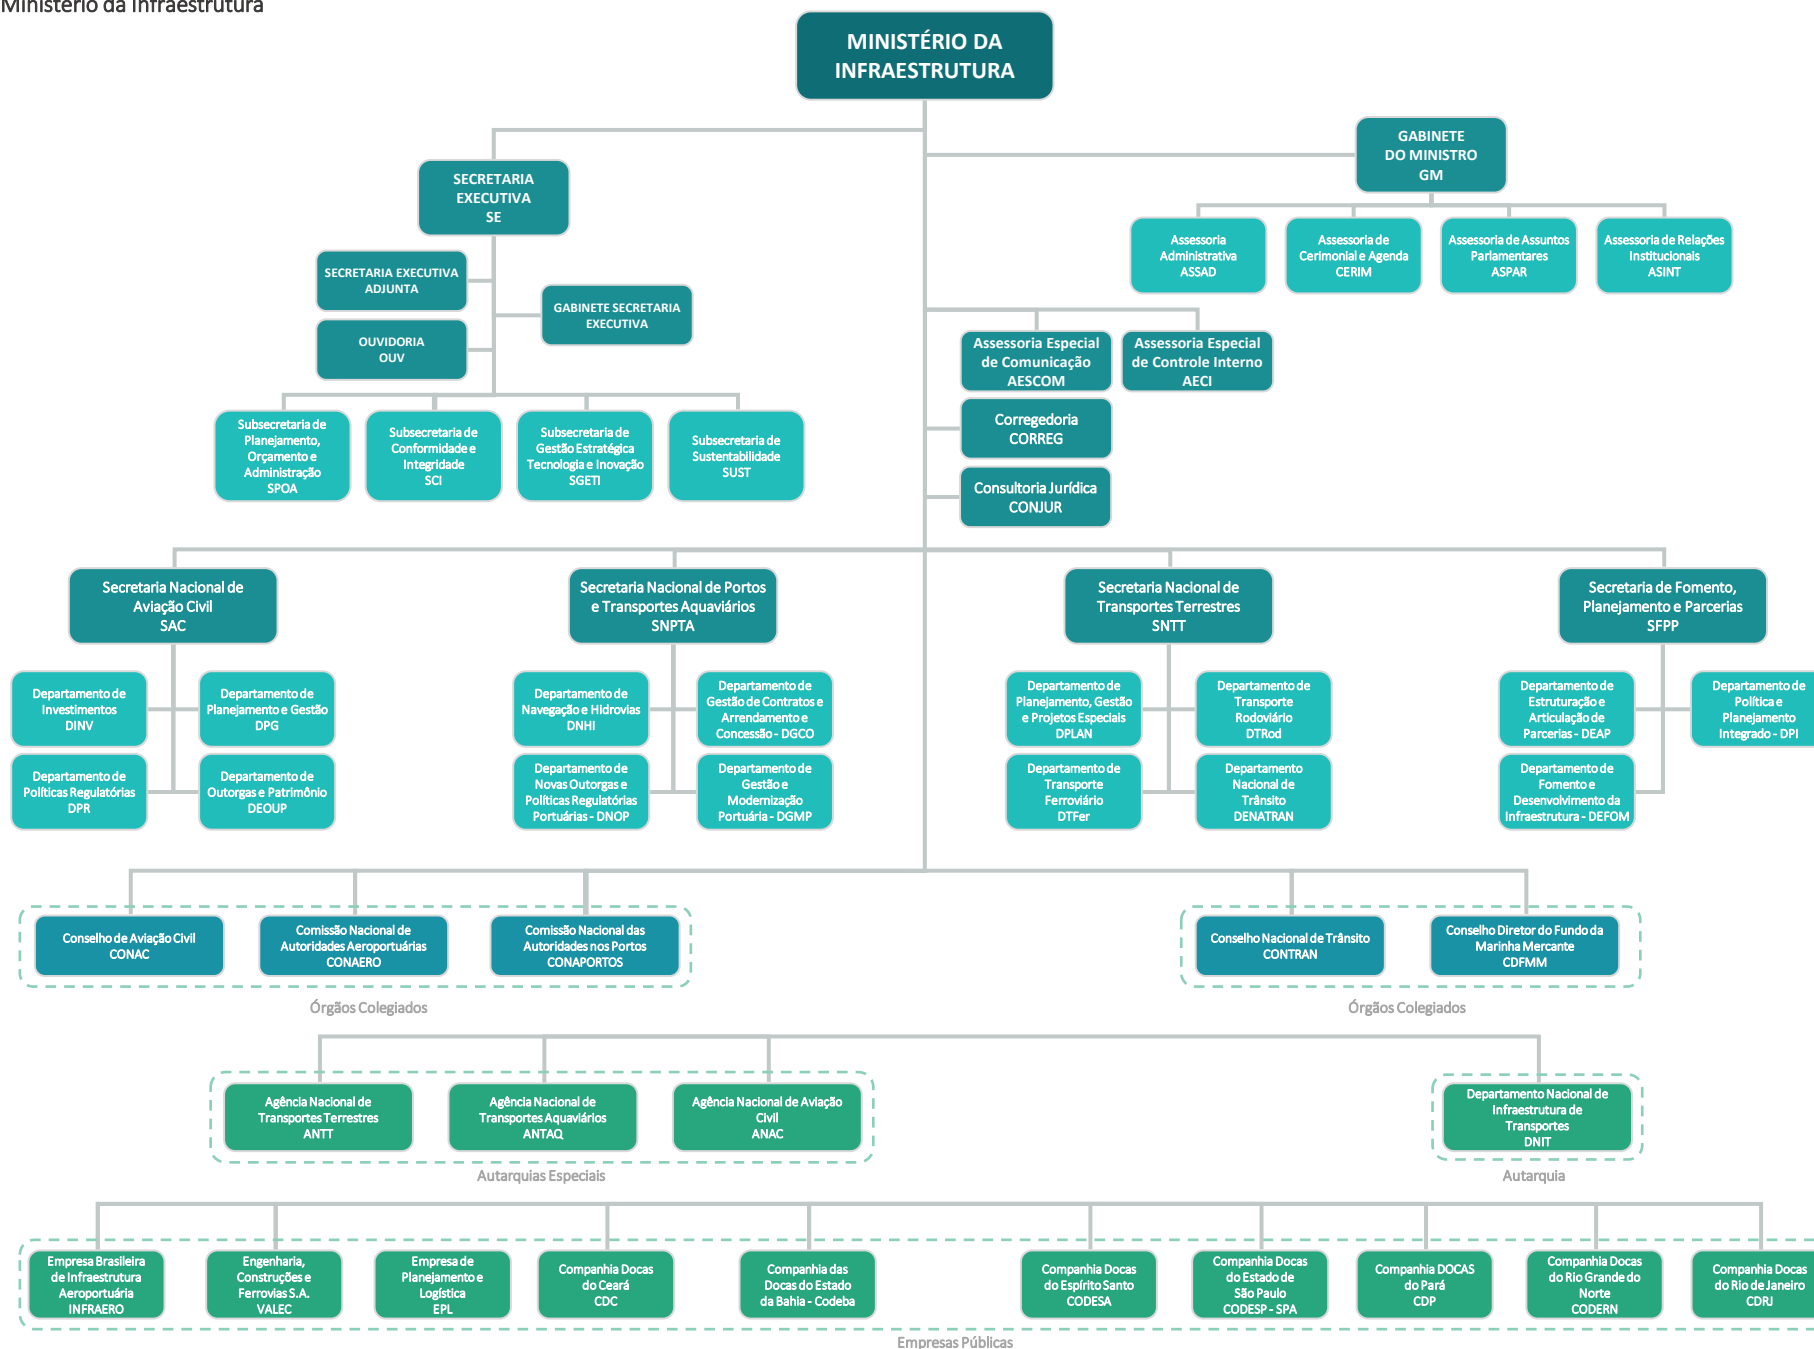 Ministério da Infraestrutura
MINISTÉRIO DA
INFRAESTRUTURA
GABINETE
DO MINISTRO
GM
SECRETARIA
EXECUTIVA
SE
Assessoria
Administrativa
ASSAD
Assessoria de
Cerimonial e Agenda
CERIM
Assessoria de Assuntos
Parlamentares
ASPAR
Assessoria de Relações
Institucionais
ASINT
SECRETARIA EXECUTIVA
ADJUNTA
GABINETE SECRETARIA
EXECUTIVA
OUVIDORIA
OUV
Assessoria Especial
de Comunicação
AESCOM
Assessoria Especial
de Controle Interno
AECI
Corregedoria
CORREG
Consultoria Jurídica
CONJUR
Subsecretaria de
Planejamento,
Orçamento e
Administração
SPOA
Subsecretaria de
Conformidade e
Integridade
SCI
Subsecretaria de
Gestão Estratégica
Tecnologia e Inovação
SGETI
Subsecretaria de
Sustentabilidade
SUST
Secretaria Nacional de
Aviação Civil
SAC
Secretaria Nacional de Portos
e Transportes Aquaviários
SNPTA
Secretaria Nacional de
Transportes Terrestres
SNTT
Secretaria de Fomento,
Planejamento e Parcerias
SFPP
Departamento de
Investimentos
DINV
Departamento de
Planejamento e Gestão
DPG
Departamento de
Políticas Regulatórias
DPR
Departamento de
Outorgas e Patrimônio
DEOUP
Departamento de
Navegação e Hidrovias
DNHI
Departamento de
Gestão de Contratos e
Arrendamento e
Concessão - DGCO
Departamento de
Novas Outorgas e
Políticas Regulatórias
Portuárias - DNOP
Departamento de
Gestão e
Modernização
Portuária - DGMP
Departamento de
Planejamento, Gestão
e Projetos Especiais
DPLAN
Departamento de
Transporte
Rodoviário
DTRod
Departamento de
Transporte
Ferroviário
DTFer
Departamento
Nacional de
Trânsito
DENATRAN
Departamento de
Estruturação e
Articulação de
Parcerias - DEAP
Departamento de
Política e
Planejamento
Integrado - DPI
Departamento de
Fomento e
Desenvolvimento da
Infraestrutura - DEFOM
Conselho de Aviação Civil
CONAC
Comissão Nacional de
Autoridades Aeroportuárias
CONAERO
Comissão Nacional das
Autoridades nos Portos
CONAPORTOS
Conselho Nacional de Trânsito
CONTRAN
Conselho Diretor do Fundo da
Marinha Mercante
CDFMM
Órgãos Colegiados
Órgãos Colegiados
Agência Nacional de
Transportes Terrestres
ANTT
Agência Nacional de
Transportes Aquaviários
ANTAQ
Agência Nacional de Aviação
Civil
ANAC
Departamento Nacional de
Infraestrutura de
Transportes
DNIT
Autarquias Especiais
Autarquia
Empresa Brasileira
de Infraestrutura
Aeroportuária
INFRAERO
Engenharia,
Construções e
Ferrovias S.A.
VALEC
Empresa de
Planejamento e
Logística
EPL
Companhia Docas
do Ceará
CDC
Companhia das
Docas do Estado
da Bahia - Codeba
Companhia Docas
do Espírito Santo
CODESA
Companhia Docas
do Estado de
São Paulo
CODESP - SPA
Companhia DOCAS
do Pará
CDP
Companhia Docas
do Rio Grande do
Norte
CODERN
Companhia Docas
do Rio de Janeiro
CDRJ
Empresas Públicas